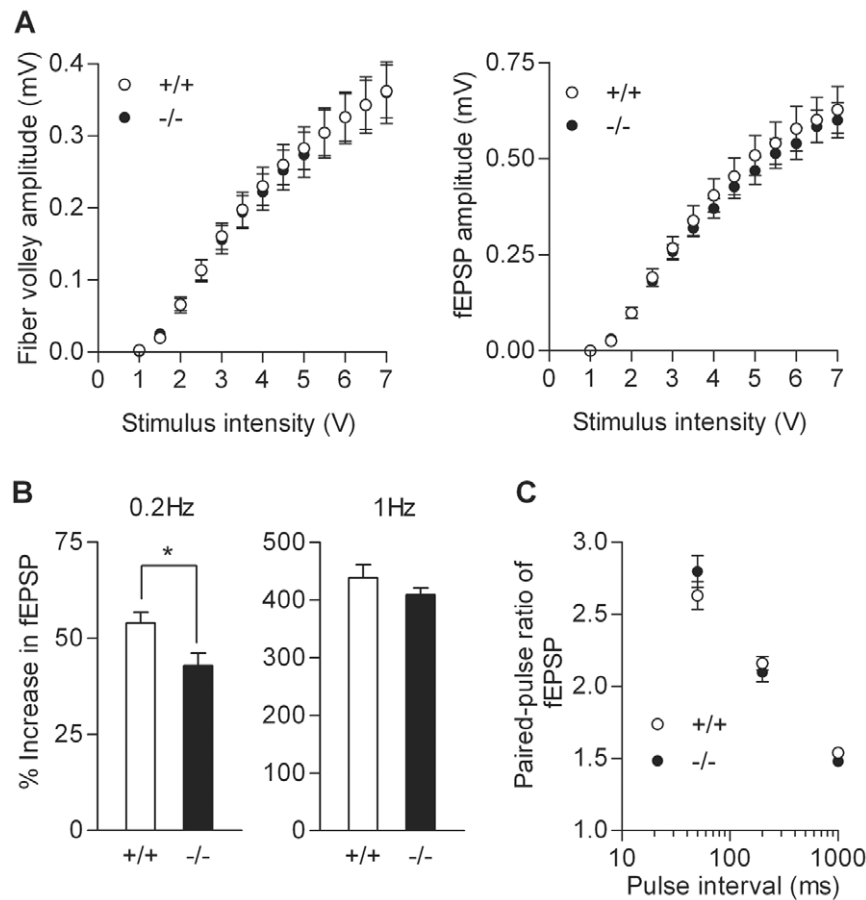 A
Fiber volley amplitude (mV)
0.4
0.3
0.2
0.1
0.0
+/+
-/-
0 1 2 3 4 5 6 7
Stimulus intensity (V)
fEPSP amplitude (mV)
0.75
0.50
0.25
0.00
+/+
-/-
0 1 2 3 4 5 6 7
Stimulus intensity (V)
B
% Increase in fEPSP
0.2Hz
75
50
25
0
*
+/+ -/-
1Hz
500
400
300
200
100
0
+/+ -/-
C
Paired-pulse ratio of
fEPSP
3.0
2.5
2.0
1.5
1.0
+/+
-/-
10 100 1000
Pulse interval (ms)